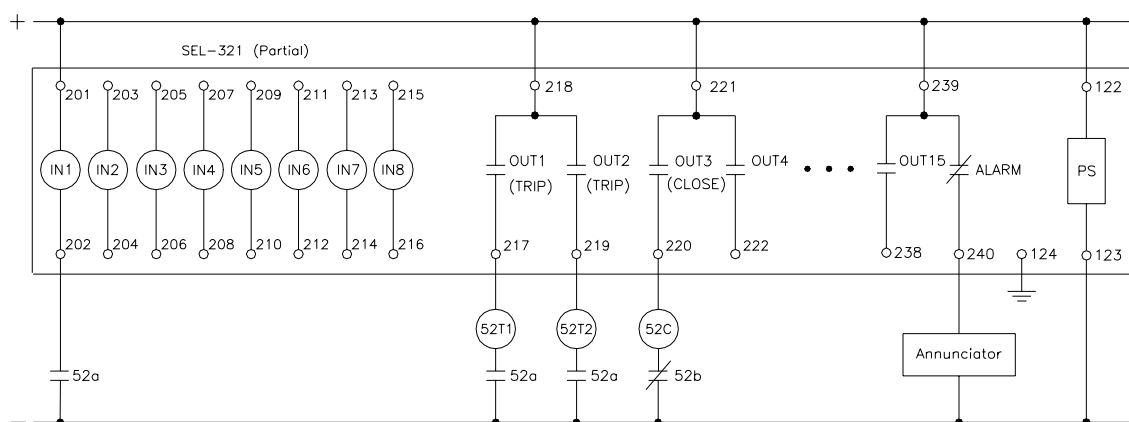 +
SEL-321 (Partial)
201 203 205 207 209 211 213 215 218 221 239 122
IN1 IN2 IN3 IN4 IN5 IN6 IN7 IN8 OUT1 (TRIP) OUT2 (TRIP) OUT3 (CLOSE) OUT4 • • • OUT15 ALARM PS
202 204 206 208 210 212 214 216 217 219 220 222 238 240 124 123
52T1 52T2 52C
Annunciator
52a 52a 52a 52b
−